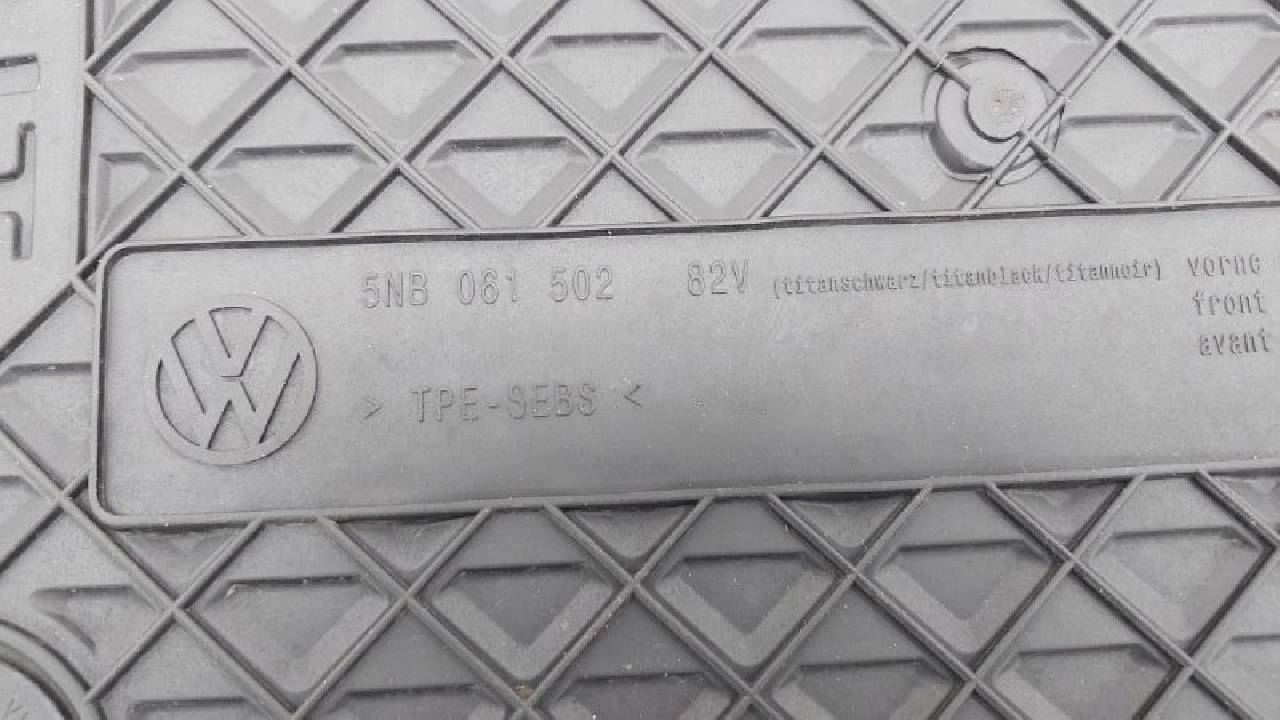 5NB 061 502 82V (titanschwarz/titanblack/titannoir) vorne
front
avant
> TPE-SEBS <